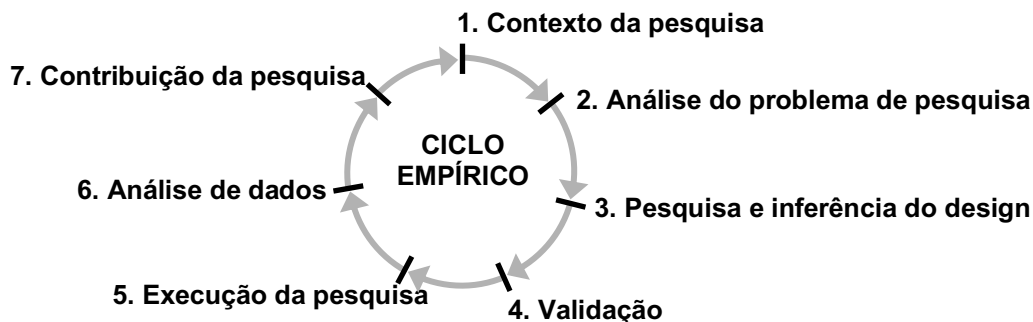 1. Contexto da pesquisa
2. Análise do problema de pesquisa
3. Pesquisa e inferência do design
4. Validação
5. Execução da pesquisa
6. Análise de dados
7. Contribuição da pesquisa
CICLO
EMPÍRICO